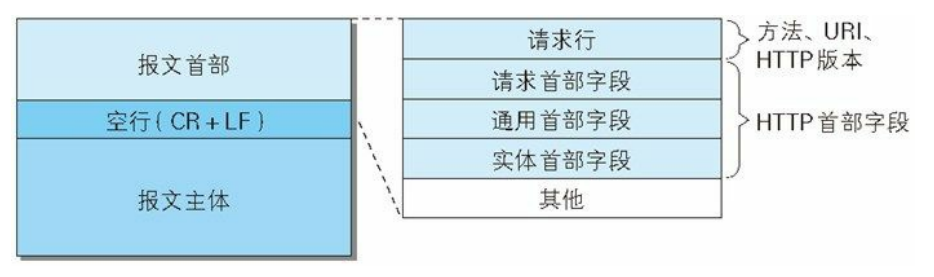 报文首部
空行(CR+LF)
报文主体
请求行
请求首部字段
通用首部字段
实体首部字段
其他
方法、URI、
HTTP版本
HTTP首部字段